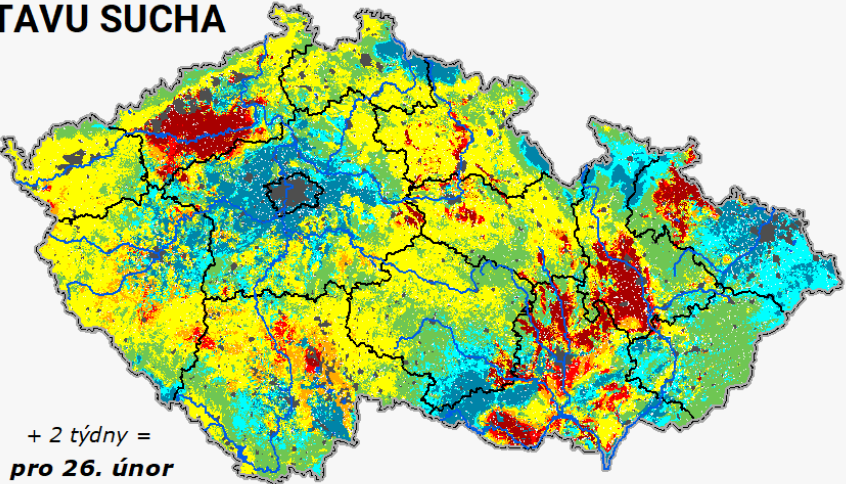 TAVU SUCHA
+ 2 týdny =
pro 26. únor